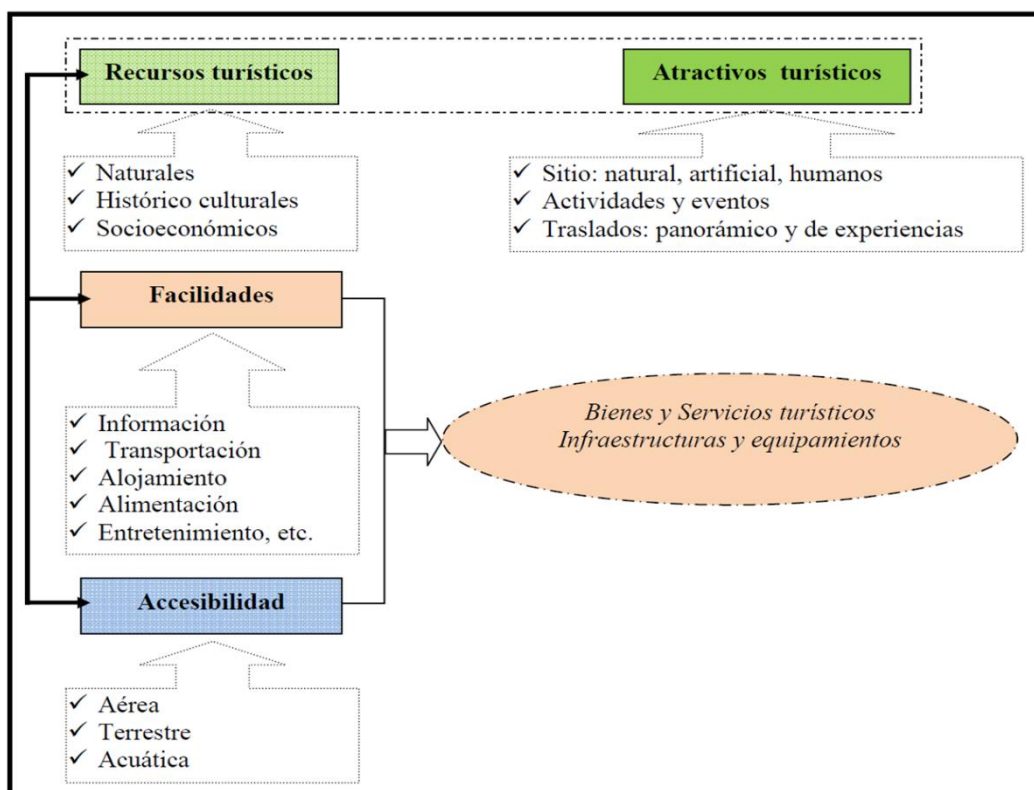 Recursos turísticos
Atractivos turísticos
✓ Naturales
✓ Histórico culturales
✓ Socioeconómicos
✓ Sitio: natural, artificial, humanos
✓ Actividades y eventos
✓ Traslados: panorámico y de experiencias
Facilidades
✓ Información
✓ Transportación
✓ Alojamiento
✓ Alimentación
✓ Entretenimiento, etc.
Bienes y Servicios turísticos
Infraestructuras y equipamientos
Accesibilidad
✓ Aérea
✓ Terrestre
✓ Acuática